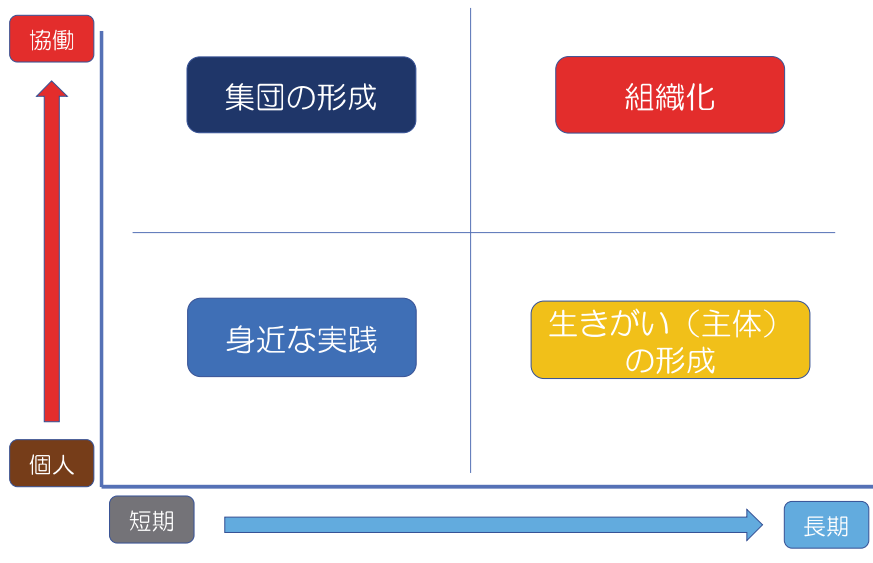 協働
集団の形成
組織化
身近な実践
生きがい（主体）
の形成
個人
短期
長期